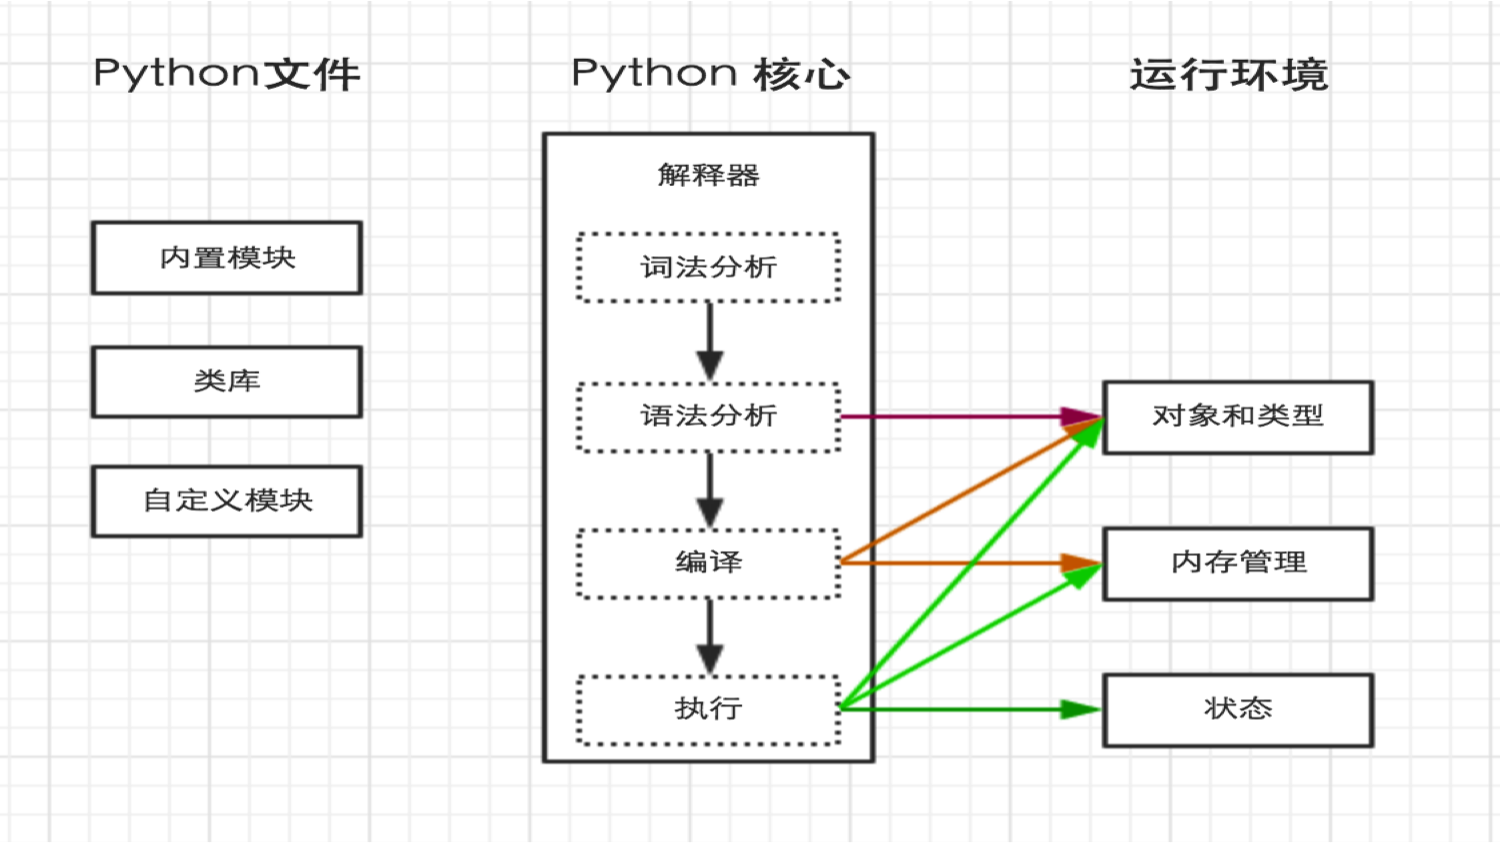 Python文件
内置模块
类库
自定义模块
Python 核心
解释器
词法分析
语法分析
编译
执行
运行环境
对象和类型
内存管理
状态